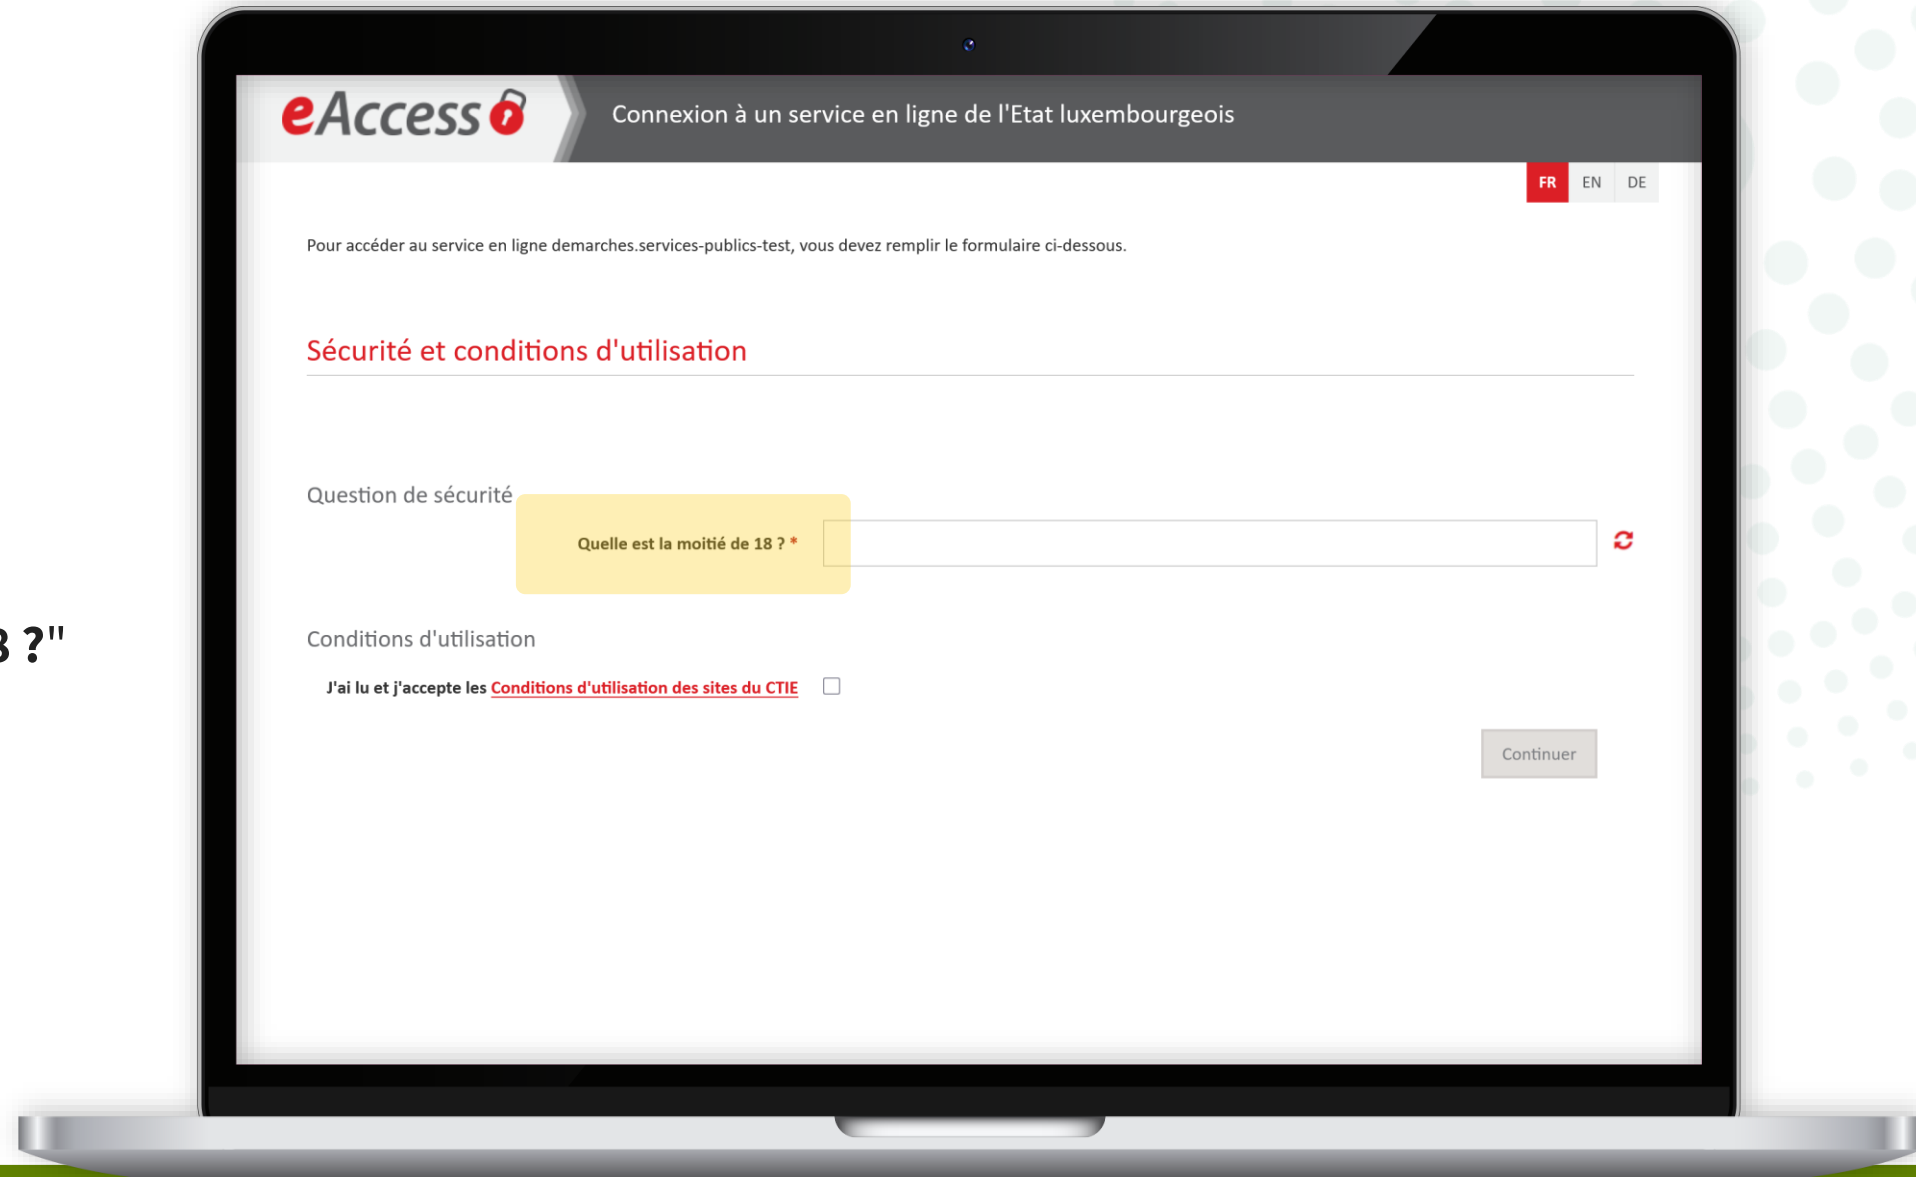 eAccess
Connexion à un service en ligne de l'Etat luxembourgeois
FR EN DE
Pour accéder au service en ligne demarches.services-publics-test, vous devez remplir le formulaire ci-dessous.
Sécurité et conditions d'utilisation
Question de sécurité
Quelle est la moitié de 18 ? *
?"
Conditions d'utilisation
J'ai lu et j'accepte les Conditions d'utilisation des sites du CTIE
Continuer